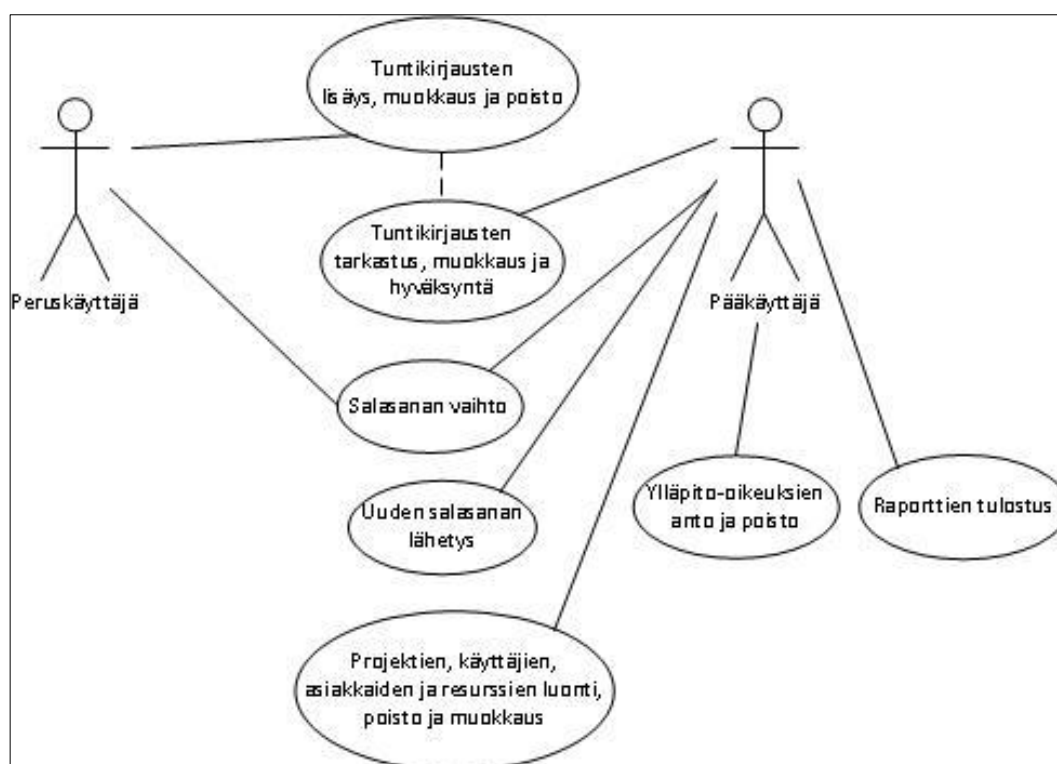 Tuntikirjausten
lisäys, muokkaus ja poisto
Tuntikirjausten
tarkastus, muokkaus ja
hyväksyntä
Peruskäyttäjä
Pääkäyttäjä
Salasanan vaihto
Uuden salasanan
lähetys
Ylläpito-oikeuksien
anto ja poisto
Raporttien tulostus
Projektien, käyttäjien,
asiakkaiden ja resurssien luonti,
poisto ja muokkaus